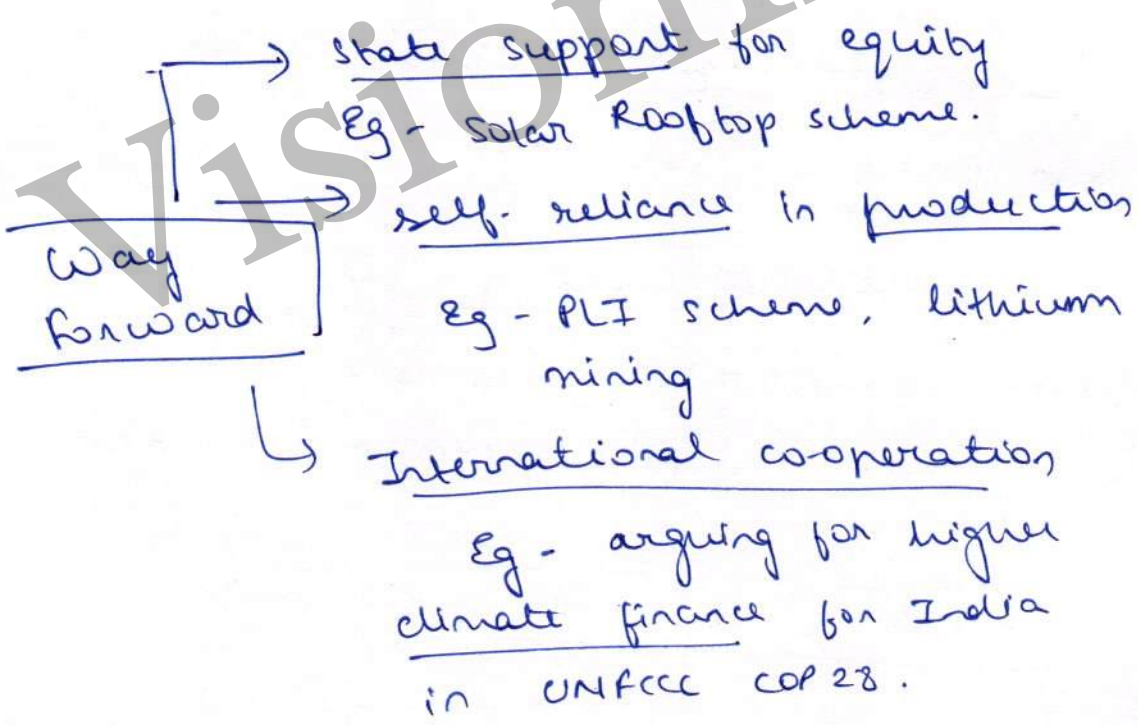 state support for equity
Eg - solar Rooftop scheme.
self-reliance in production
Way
Forward
Eg - PLI scheme, lithium
mining
International co-operation
Eg - arguing for higher
climate finance for India
in UNFCCC COP 28.